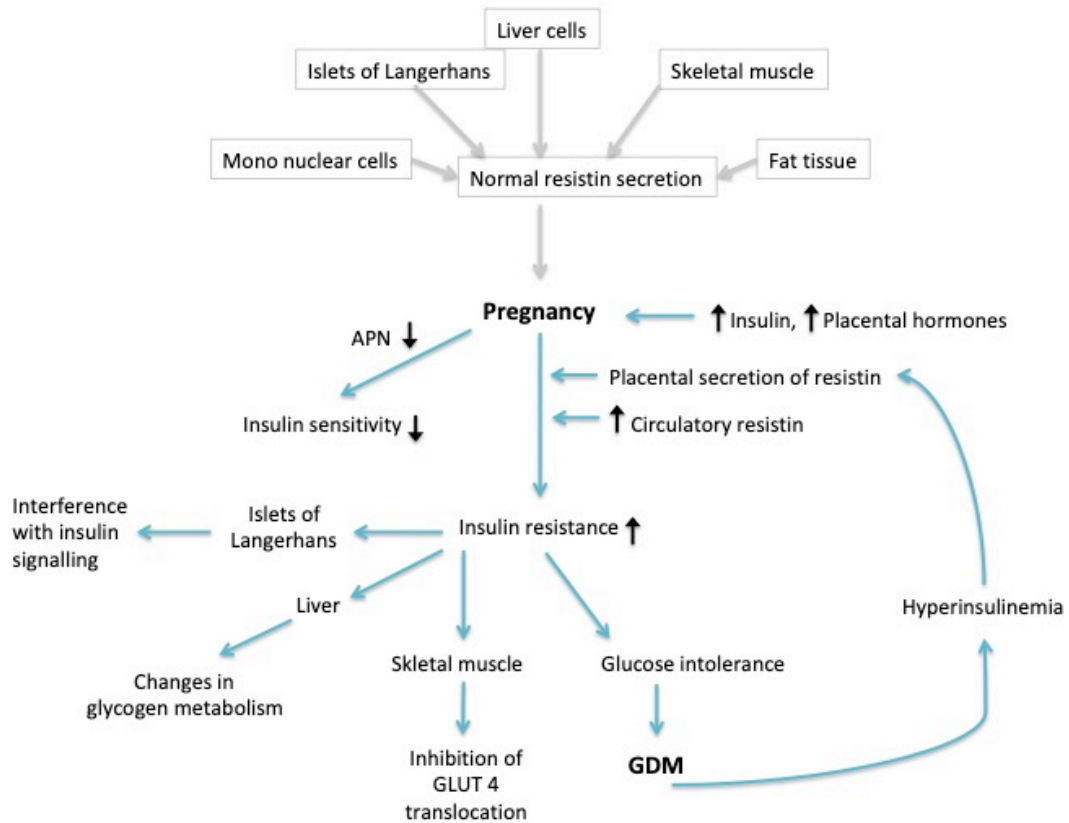 Liver cells
Islets of Langerhans
Skeletal muscle
Mono nuclear cells
Normal resistin secretion
Fat tissue
Pregnancy
↑ Insulin, ↑ Placental hormones
APN ↓
Placental secretion of resistin
Insulin sensitivity ↓
↑ Circulatory resistin
Interference
with insulin
signalling
Islets of
Langerhans
Insulin resistance ↑
Liver
Hyperinsulinemia
Changes in
glycogen metabolism
Skletal muscle
Glucose intolerance
Inhibition of
GLUT 4
translocation
GDM